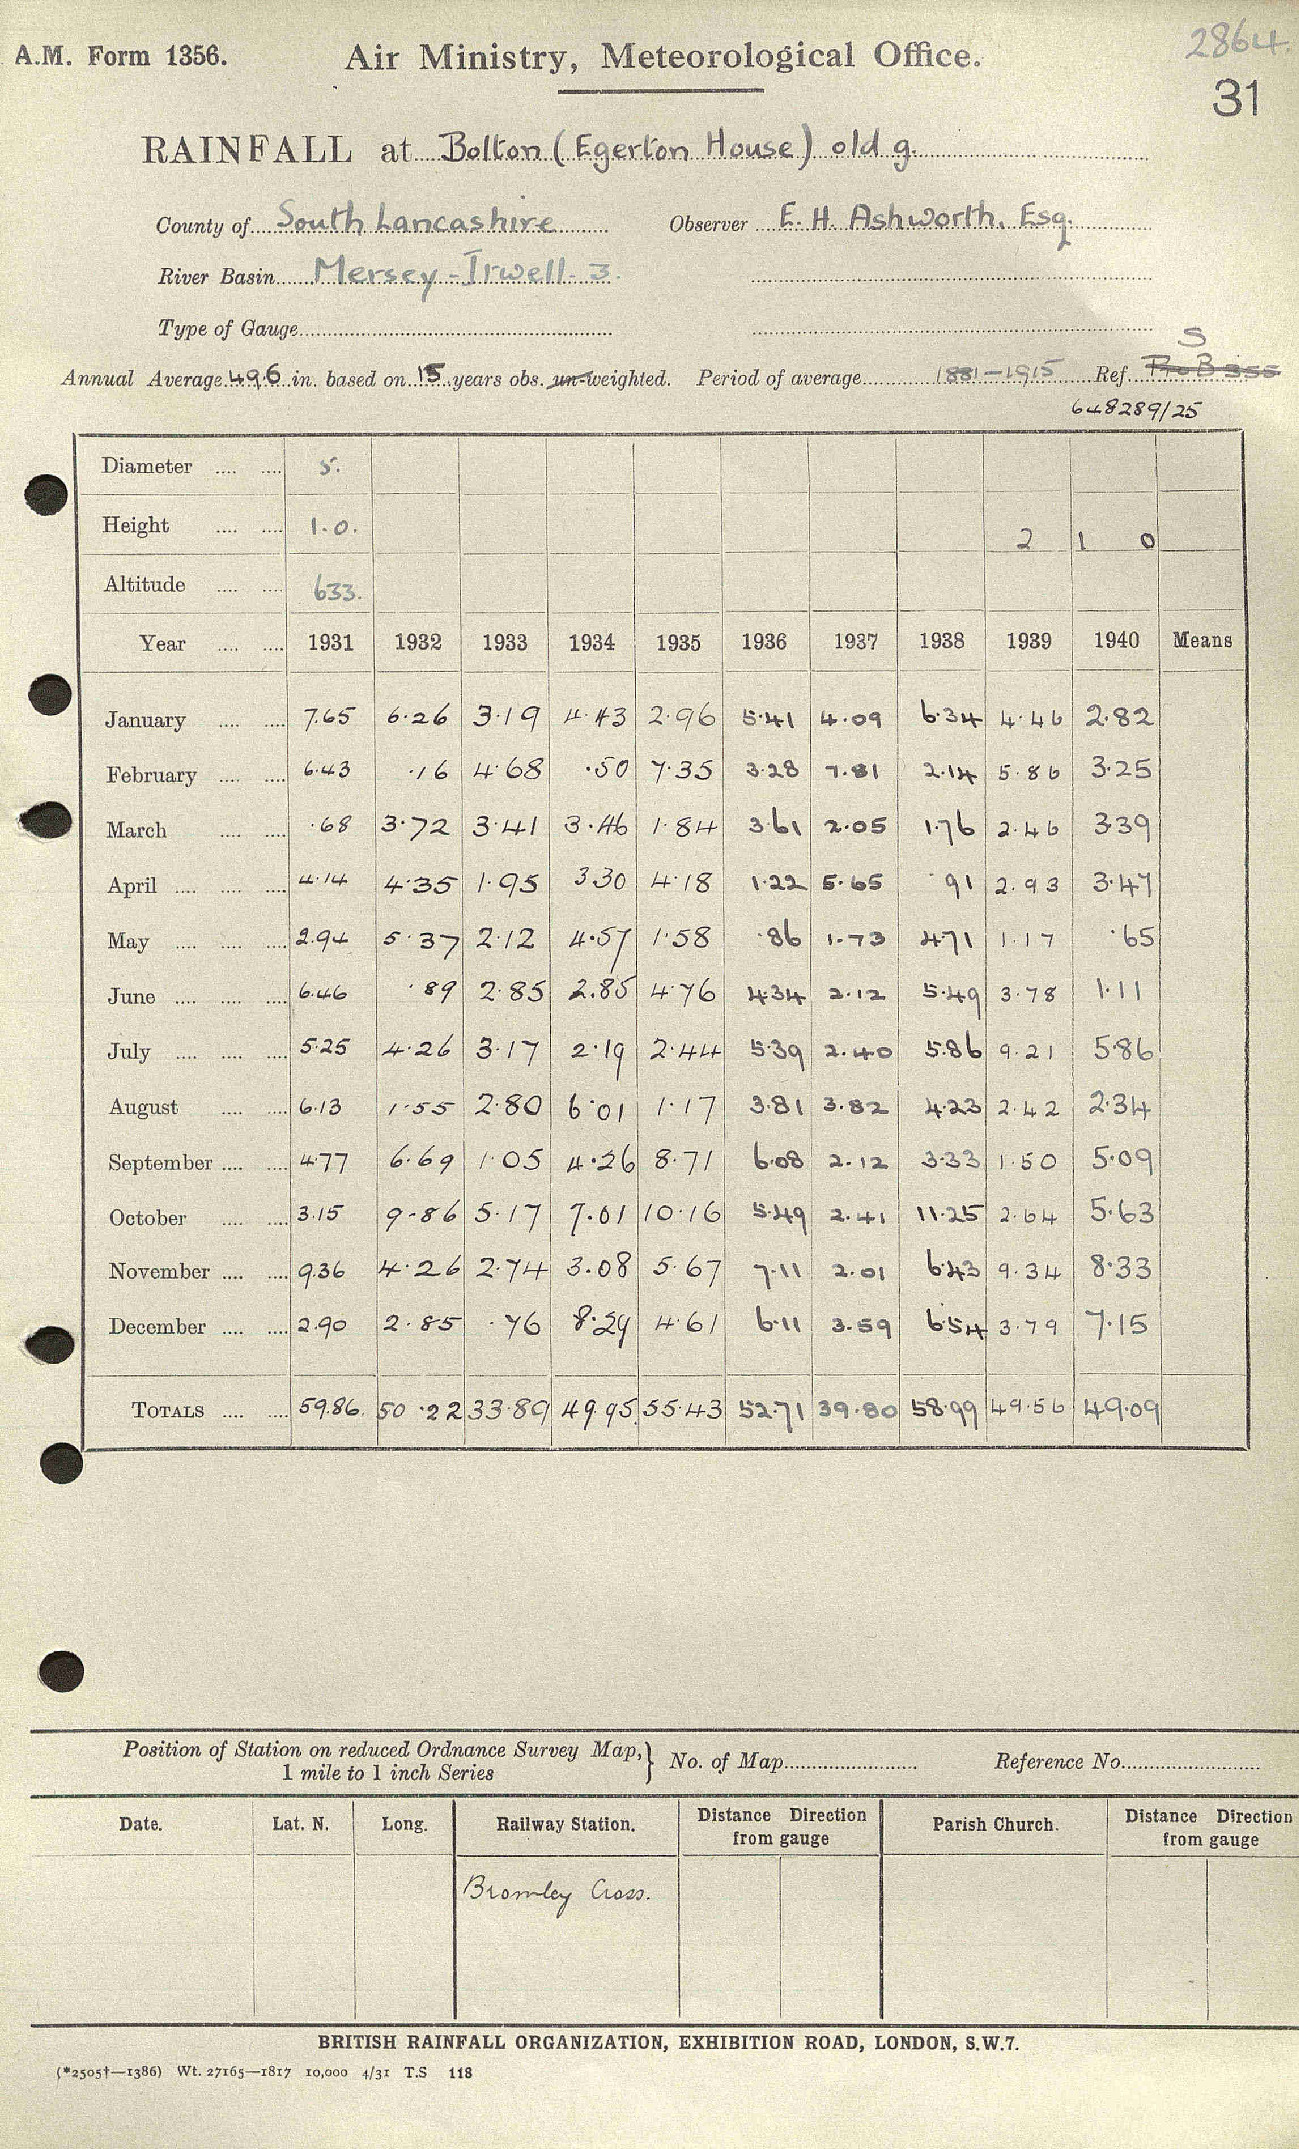 2864.
A.M. Form 1356. Air Ministry, Meteorological Office.
31
RAINFALL at Bolton (Egerton House) old g.
County of South Lancashire Observer E. H. Ashworth, Esq.
River Basin Mersey-Irwell-3.
Type of Gauge
S
Annual Average 49.6 in. based on 15 years obs. un-weighted. Period of average 1881-1915 Ref.
648289/25
Diameter 5.
Height 1.0. 2 1 0
Altitude 633.
Year 1931 1932 1933 1934 1935 1936 1937 1938 1939 1940 Means
January 7.65 6.26 3.19 4.43 2.96 5.41 4.09 6.34 4.46 2.82
February 6.43 .16 4.68 .50 7.35 3.28 7.81 2.14 5.86 3.25
March .68 3.72 3.41 3.46 1.84 3.61 2.05 1.76 2.46 3.39
April 4.14 4.35 1.95 3.30 4.18 1.22 5.65 .91 2.93 3.47
May 2.94 5.37 2.12 4.57 1.58 .86 1.73 4.71 1.17 .65
June 6.46 .89 2.85 2.85 4.76 4.34 2.12 5.49 3.78 1.11
July 5.25 4.26 3.17 2.19 2.44 5.39 2.40 5.86 9.21 5.86
August 6.13 1.55 2.80 6.01 1.17 3.81 3.82 4.23 2.42 2.34
September 4.77 6.69 1.05 4.26 8.71 6.08 2.12 3.33 1.50 5.09
October 3.15 9.86 5.17 7.01 10.16 5.49 2.41 11.25 2.64 5.63
November 9.36 4.26 2.74 3.08 5.67 7.11 2.01 6.43 9.34 8.33
December 2.90 2.85 .76 8.29 4.61 6.11 3.59 6.54 3.79 7.15
TOTALS 59.86 50.22 33.89 49.95 55.43 52.71 39.80 58.99 49.56 49.09
Position of Station on reduced Ordnance Survey Map, } No. of Map Reference No.
1 mile to 1 inch Series
Date. Lat. N. Long. Railway Station. Distance Direction from gauge Parish Church. Distance Direction from gauge
Bromley Cross.
BRITISH RAINFALL ORGANIZATION, EXHIBITION ROAD, LONDON, S.W.7.
(*2505†—1386) Wt. 27165—1817 10,000 4/31 T.S 118